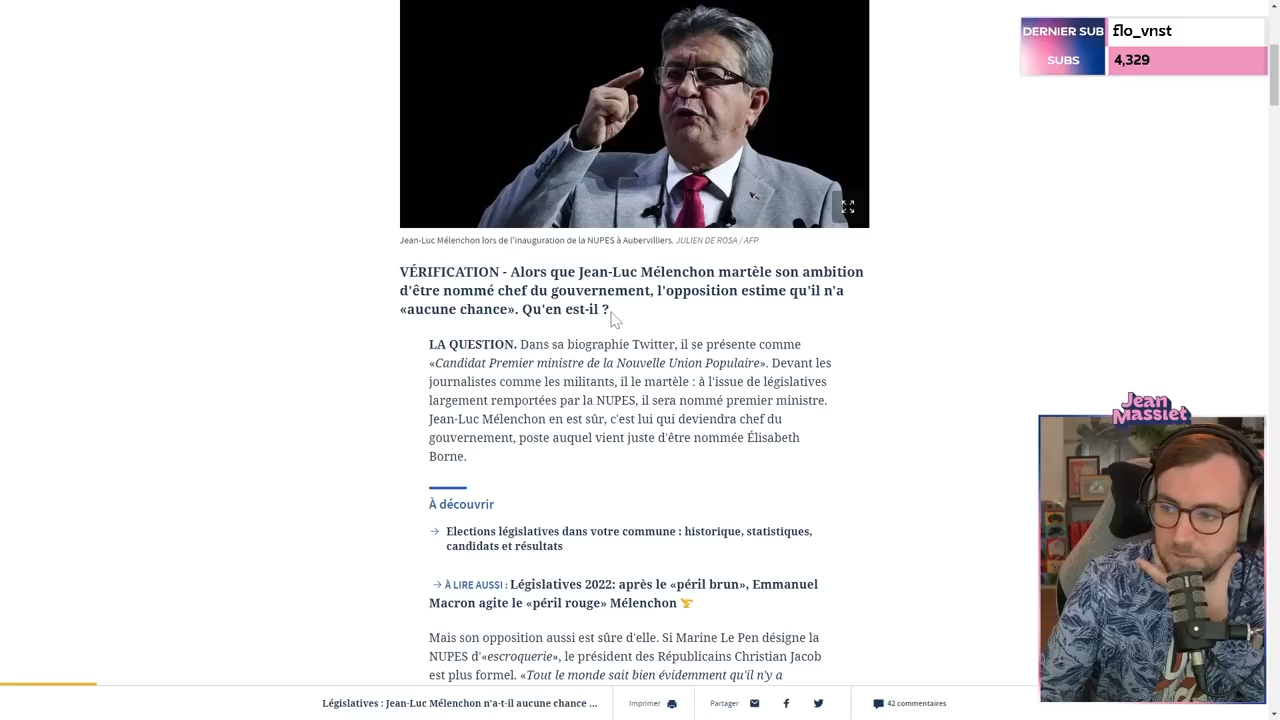 DERNIER SUB
flo_vnst
SUBS
4,329
Jean-Luc Mélenchon lors de l'inauguration de la NUPES à Aubervilliers. JULIEN DE ROSA / AFP
VÉRIFICATION - Alors que Jean-Luc Mélenchon martèle son ambition
d'être nommé chef du gouvernement, l'opposition estime qu'il n'a
«aucune chance». Qu'en est-il ?
LA QUESTION. Dans sa biographie Twitter, il se présente comme
«Candidat Premier ministre de la Nouvelle Union Populaire». Devant les
journalistes comme les militants, il le martèle : à l'issue de législatives
largement remportées par la NUPES, il sera nommé premier ministre.
Jean-Luc Mélenchon en est sûr, c'est lui qui deviendra chef du
gouvernement, poste auquel vient juste d'être nommée Élisabeth
Borne.
À découvrir
Elections législatives dans votre commune : historique, statistiques,
candidats et résultats
À LIRE AUSSI : Législatives 2022: après le «péril brun», Emmanuel
Macron agite le «péril rouge» Mélenchon
Mais son opposition aussi est sûre d'elle. Si Marine Le Pen désigne la
NUPES d'«escroquerie», le président des Républicains Christian Jacob
est plus formel. «Tout le monde sait bien évidemment qu'il n'y a
Jean
Massiet
Législatives : Jean-Luc Mélenchon n'a-t-il aucune chance ...
Imprimer
Partager
42 commentaires